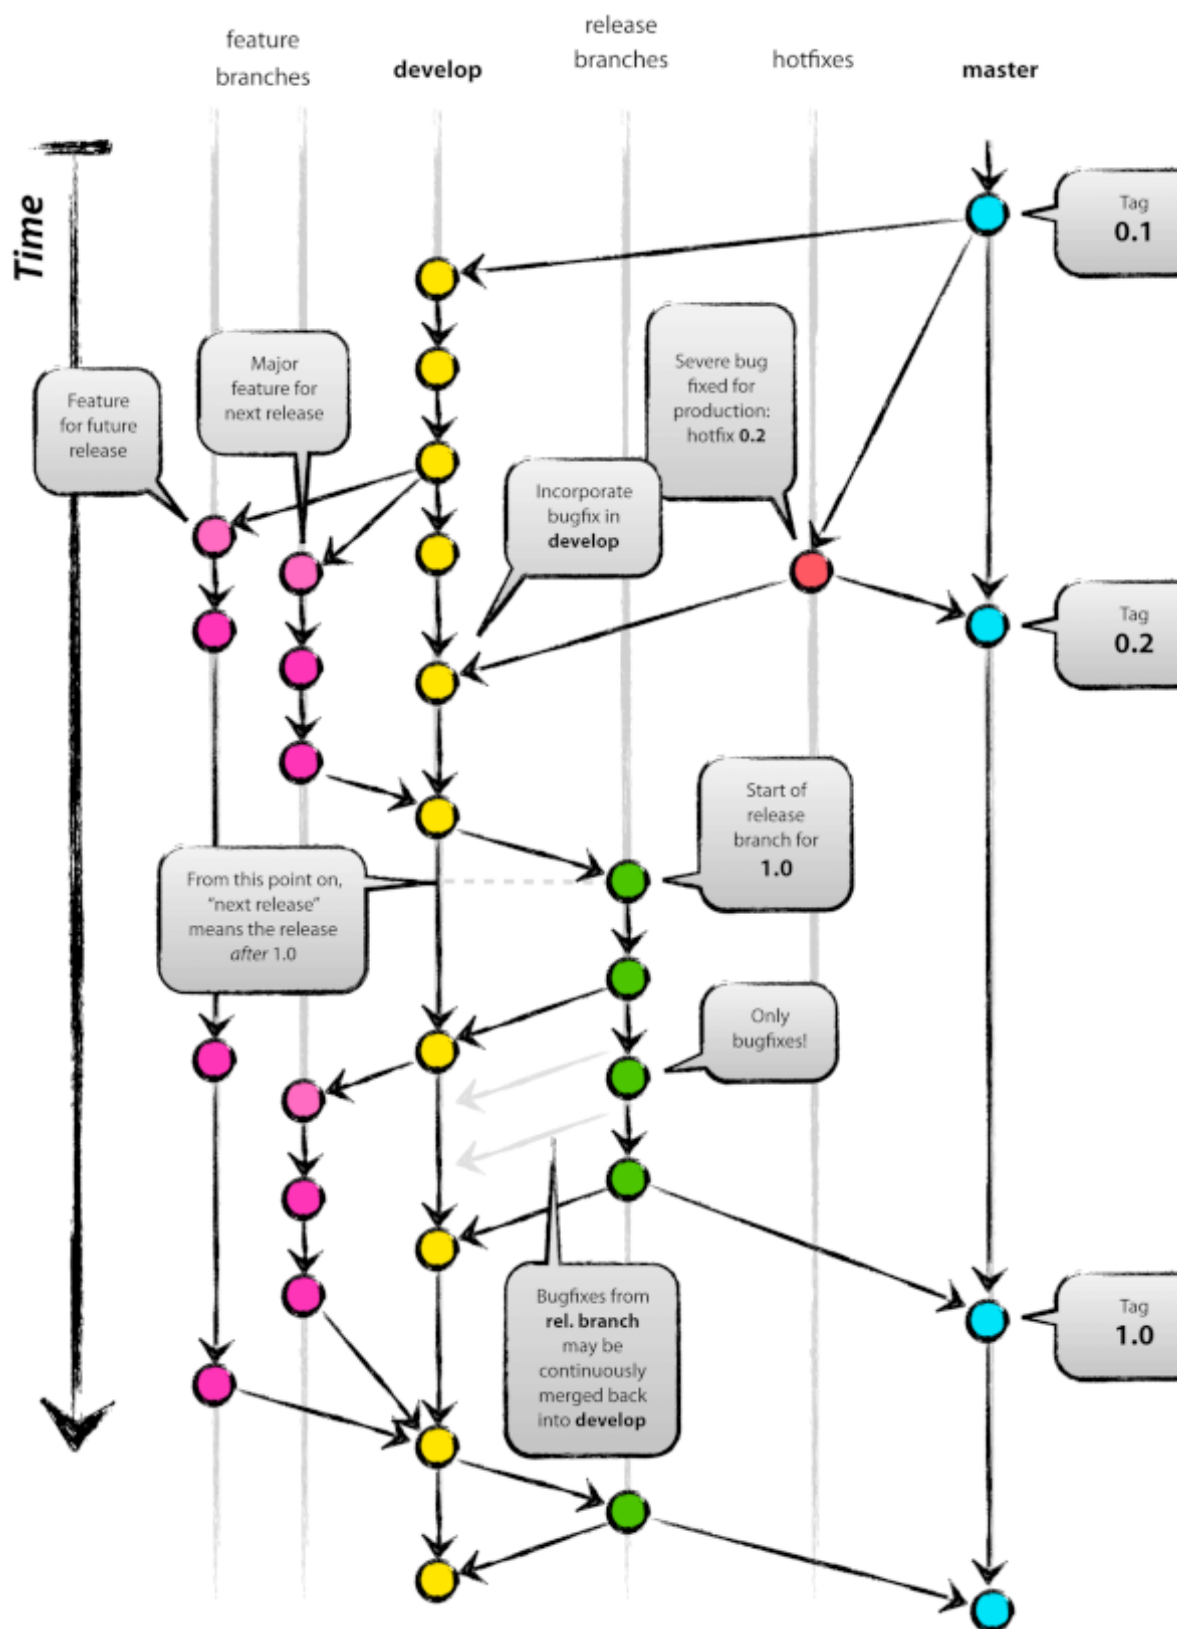 feature
branches
develop
release
branches
hotfixes
master
Time
Tag
0.1
Major
feature for
next release
Feature
for future
release
Severe bug
fixed for
production:
hotfix 0.2
Incorporate
bugfix in
develop
Tag
0.2
Start of
release
branch for
1.0
From this point on,
“next release”
means the release
after 1.0
Only
bugfixes!
Bugfixes from
rel. branch
may be
continuously
merged back
into develop
Tag
1.0